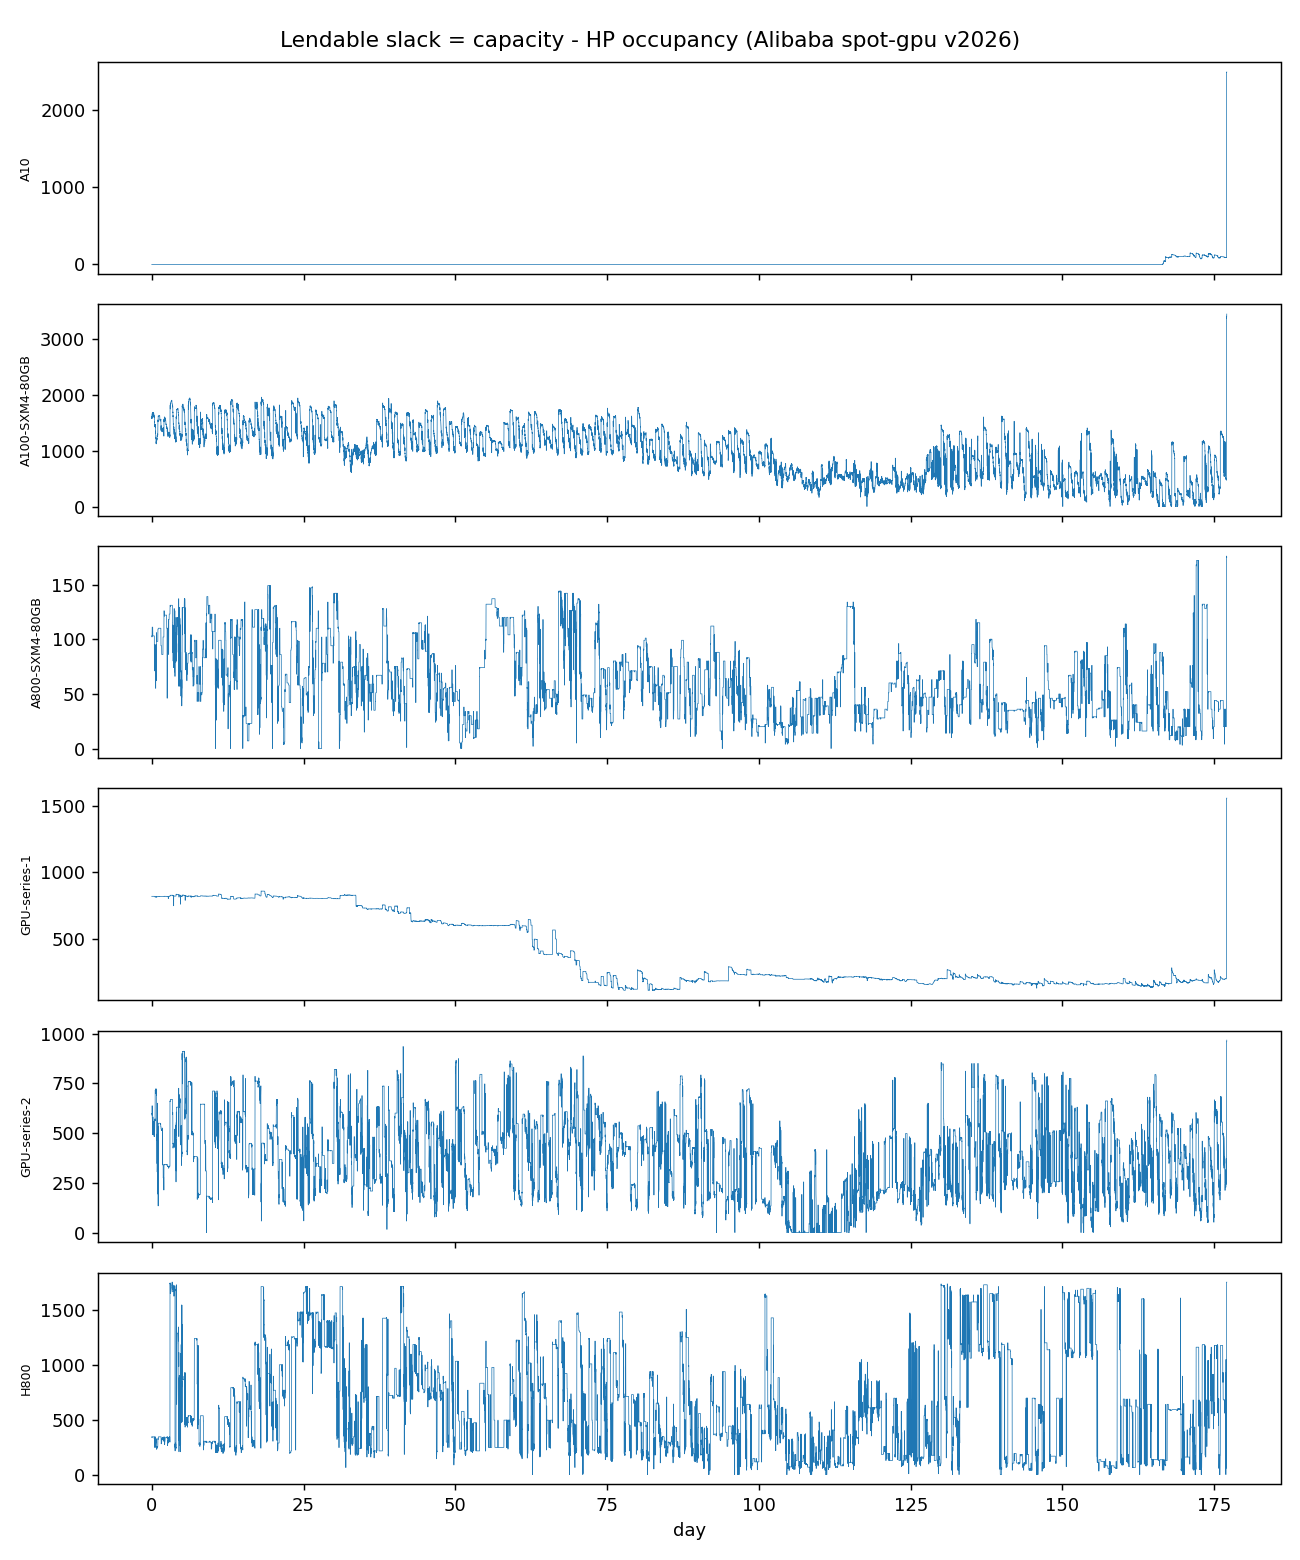 Lendable slack = capacity - HP occupancy (Alibaba spot-gpu v2026)
A10
2000
1000
0
A100-SXM4-80GB
3000
2000
1000
0
A800-SXM4-80GB
150
100
50
0
GPU-series-1
1500
1000
500
GPU-series-2
1000
750
500
250
0
H800
1500
1000
500
0
0 25 50 75 100 125 150 175
day